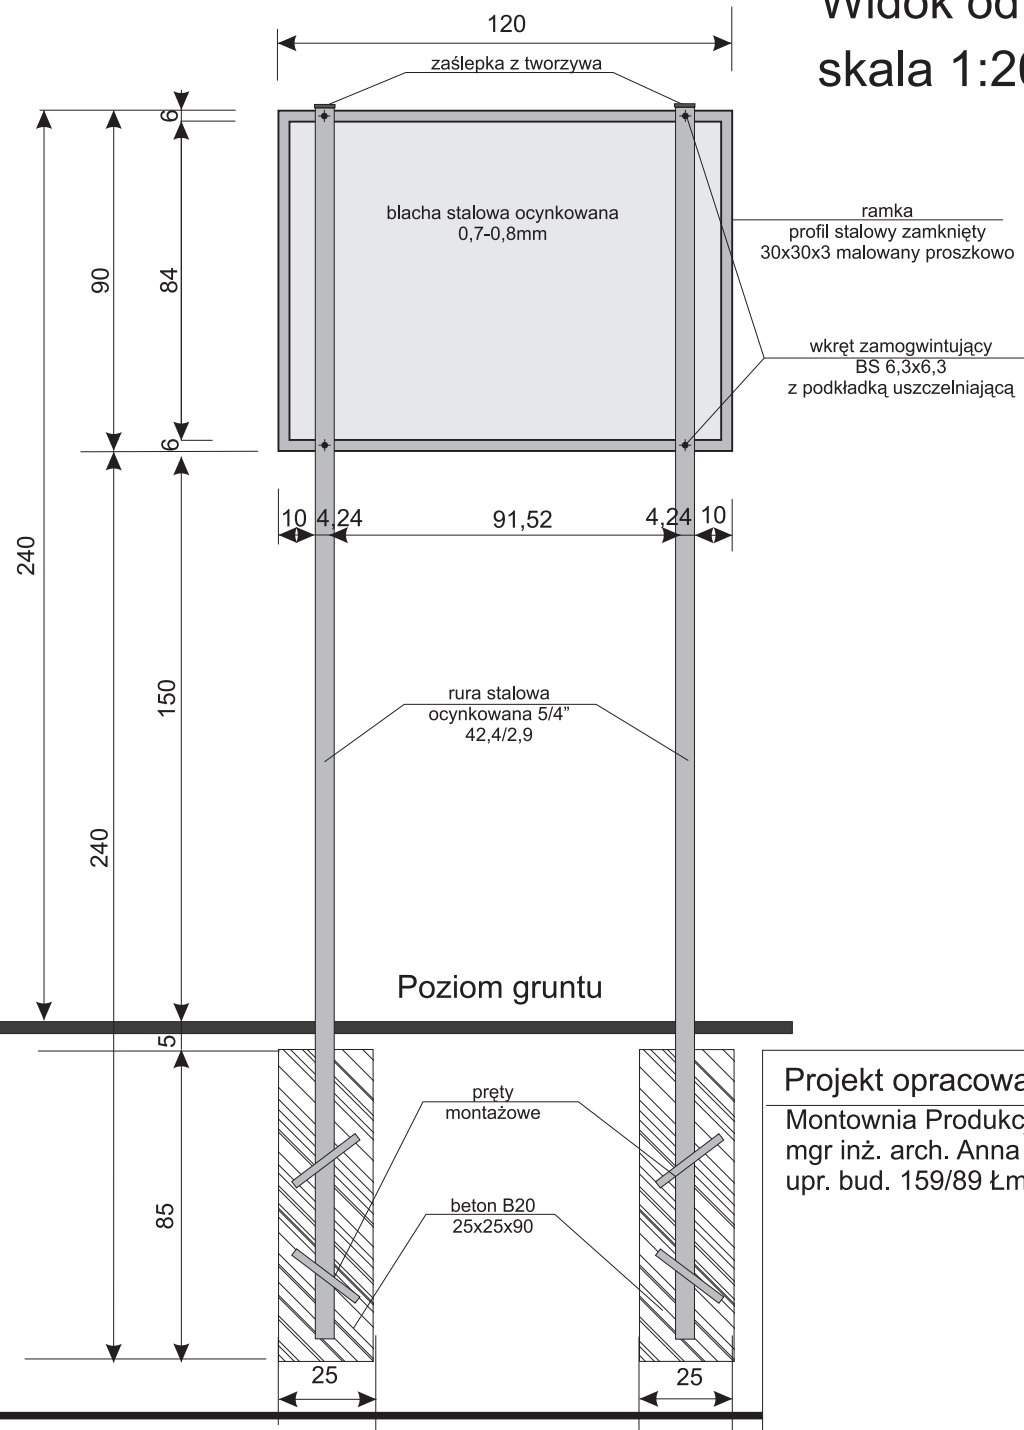 Widok od
skala 1:20
120
zaślepka z tworzywa
6
blacha stalowa ocynkowana
0,7-0,8mm
ramka
profil stalowy zamknięty
30x30x3 malowany proszkowo
90
84
wkręt zamogwintujący
BS 6,3x6,3
z podkładką uszczelniającą
6
10 4,24 91,52 4,24 10
240
150
rura stalowa
ocynkowana 5/4”
42,4/2,9
240
Poziom gruntu
5
pręty
montażowe
85
beton B20
25x25x90
25
25
Projekt opracowa
Montownia Produkc
mgr inż. arch. Anna
upr. bud. 159/89 Łm